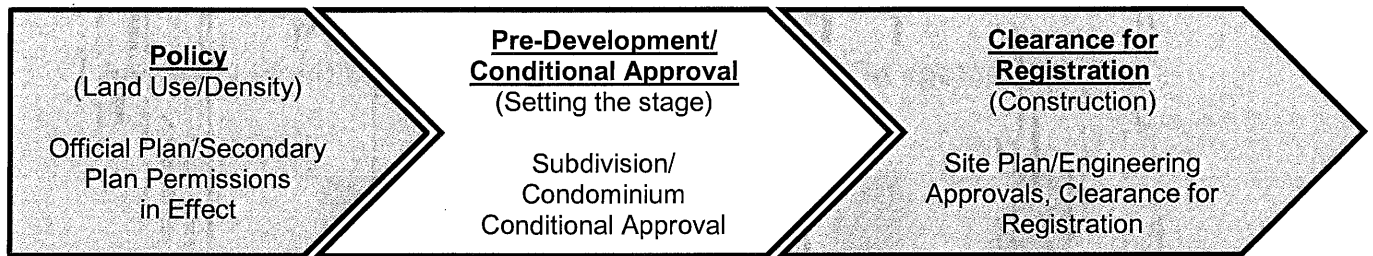 Policy
(Land Use/Density)
Official Plan/Secondary
Plan Permissions
in Effect
Pre-Development/
Conditional Approval
(Setting the stage)
Subdivision/
Condominium
Conditional Approval
Clearance for
Registration
(Construction)
Site Plan/Engineering
Approvals, Clearance for
Registration